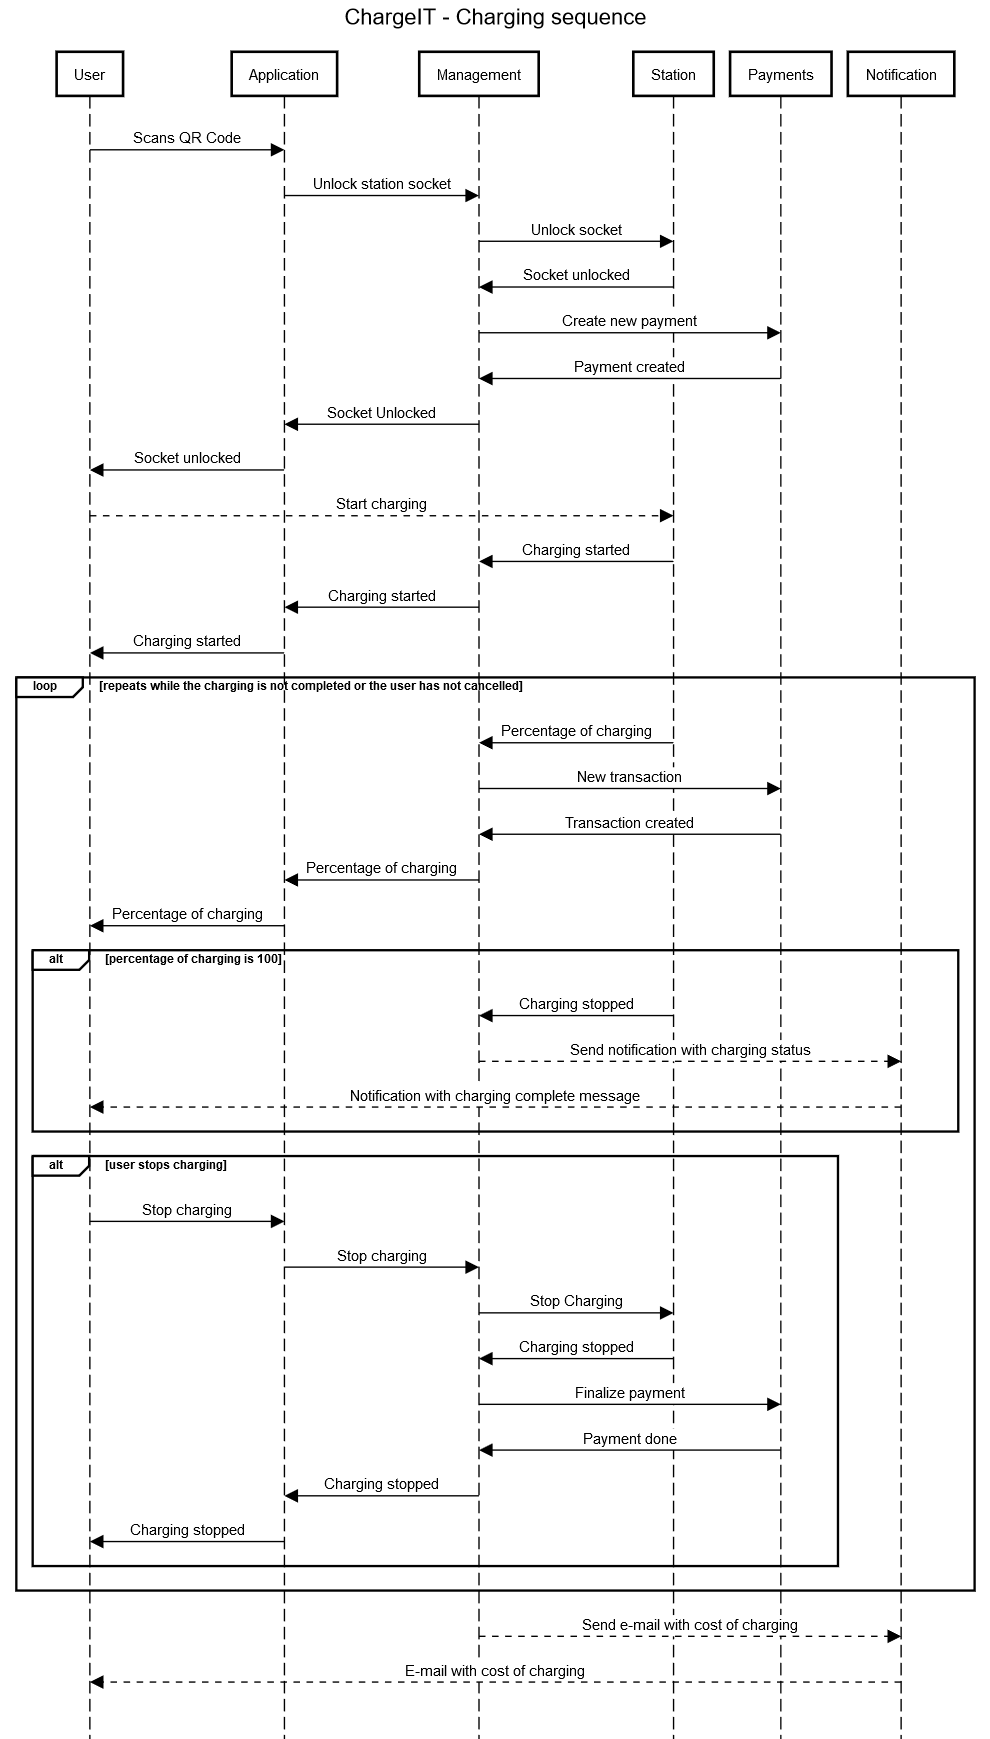 ChargeIT - Charging sequence
User
Application
Management
Station
Payments
Notification
Scans QR Code
Unlock station socket
Unlock socket
Socket unlocked
Create new payment
Payment created
Socket Unlocked
Socket unlocked
Start charging
Charging started
Charging started
Charging started
loop
[repeats while the charging is not completed or the user has not cancelled]
Percentage of charging
New transaction
Transaction created
Percentage of charging
Percentage of charging
alt
[percentage of charging is 100]
Charging stopped
Send notification with charging status
Notification with charging complete message
alt
[user stops charging]
Stop charging
Stop charging
Stop Charging
Charging stopped
Finalize payment
Payment done
Charging stopped
Charging stopped
Send e-mail with cost of charging
E-mail with cost of charging